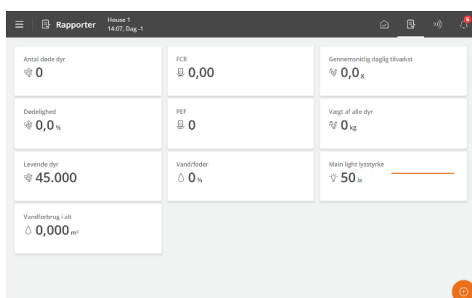 Rapporter
House 1
14:07, Dag -1
6
Antal døde dyr
0
FCR
0,00
Gennemsnitlig daglig tilvækst
0,0 g
Dødelighed
0,0 %
PEF
0
Vægt af alle dyr
0 kg
Levende dyr
45.000
Vand/foder
0 %
Main light lysstyrke
50 lx
Vandforbrug i alt
0,000 m³